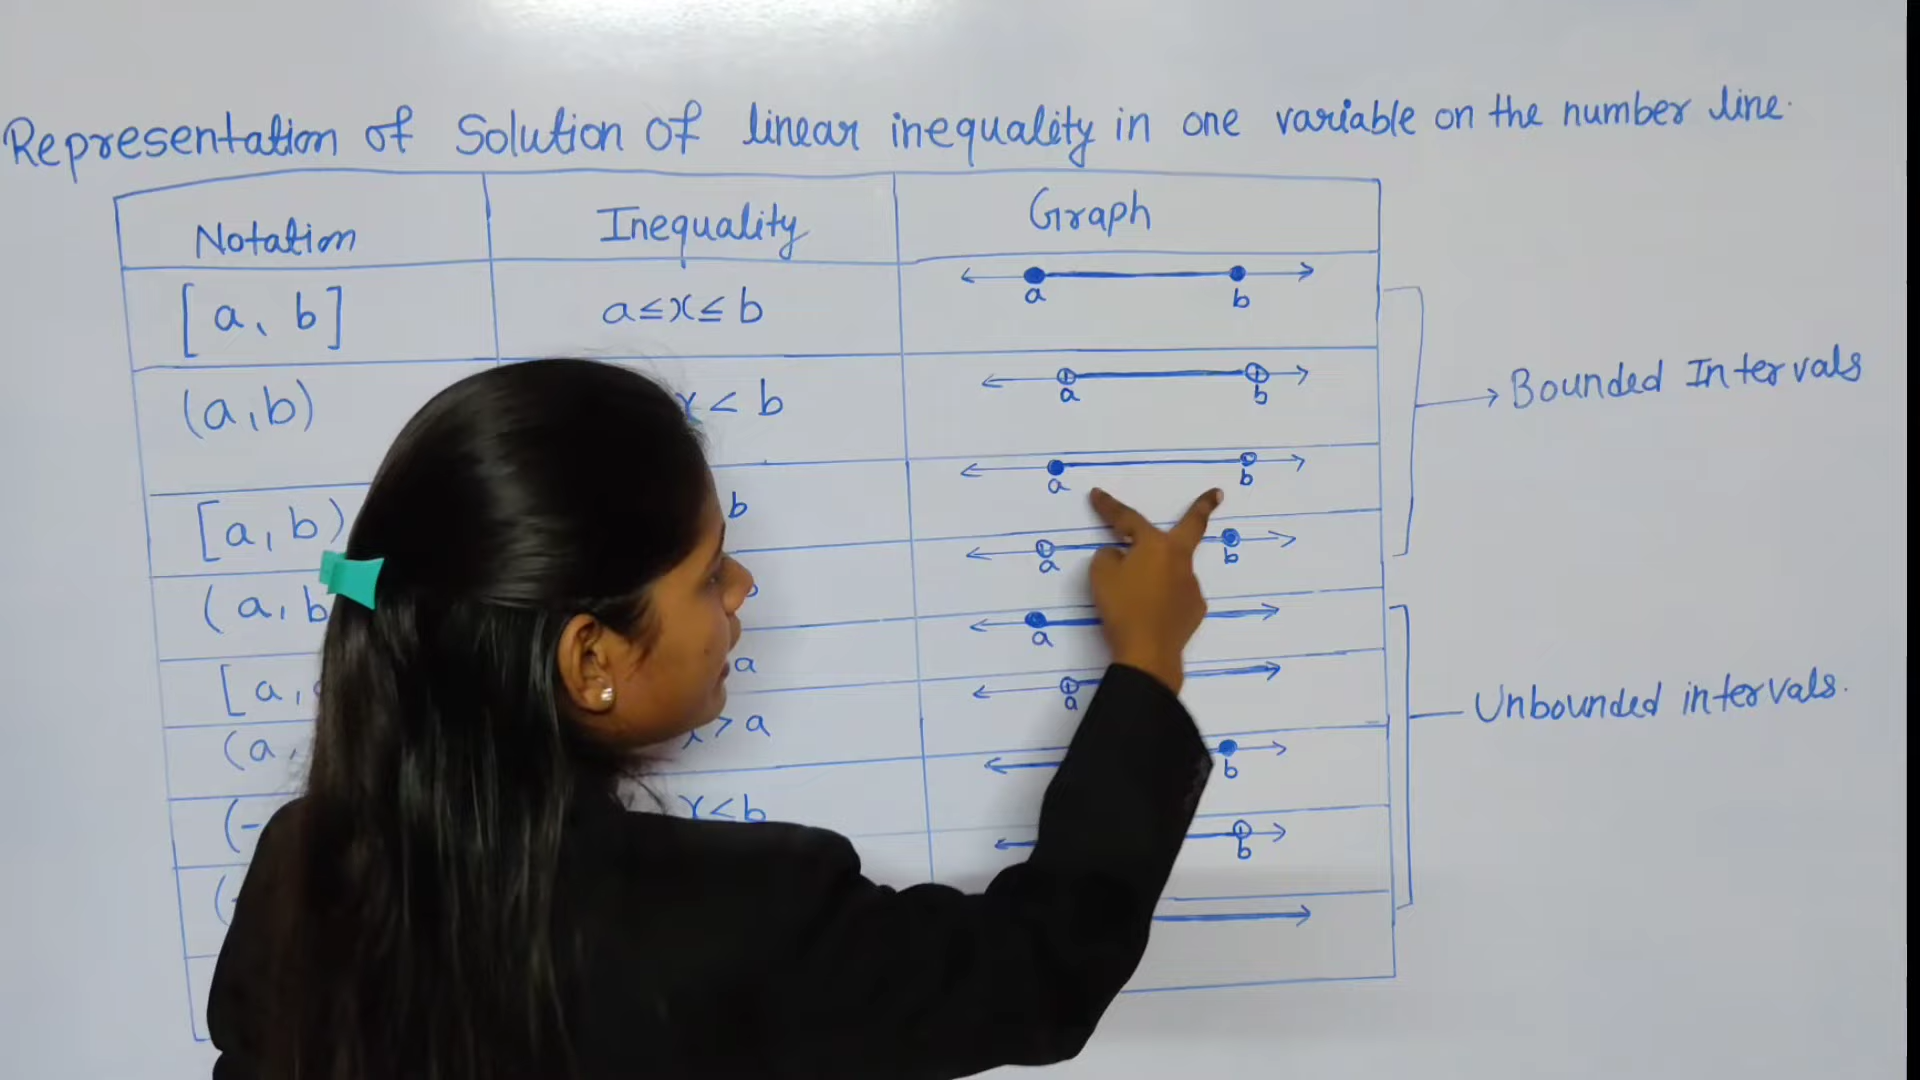 Representation of Solution of linear inequality in one variable on the number line.
Notation Inequality Graph
[a, b] a≤x≤b a b
(a,b) x < b a b
Bounded Intervals
[a,b) b a b
(a, b a b
[a, a a
(a, x > a a
Unbounded intervals.
(- x<b b
( b